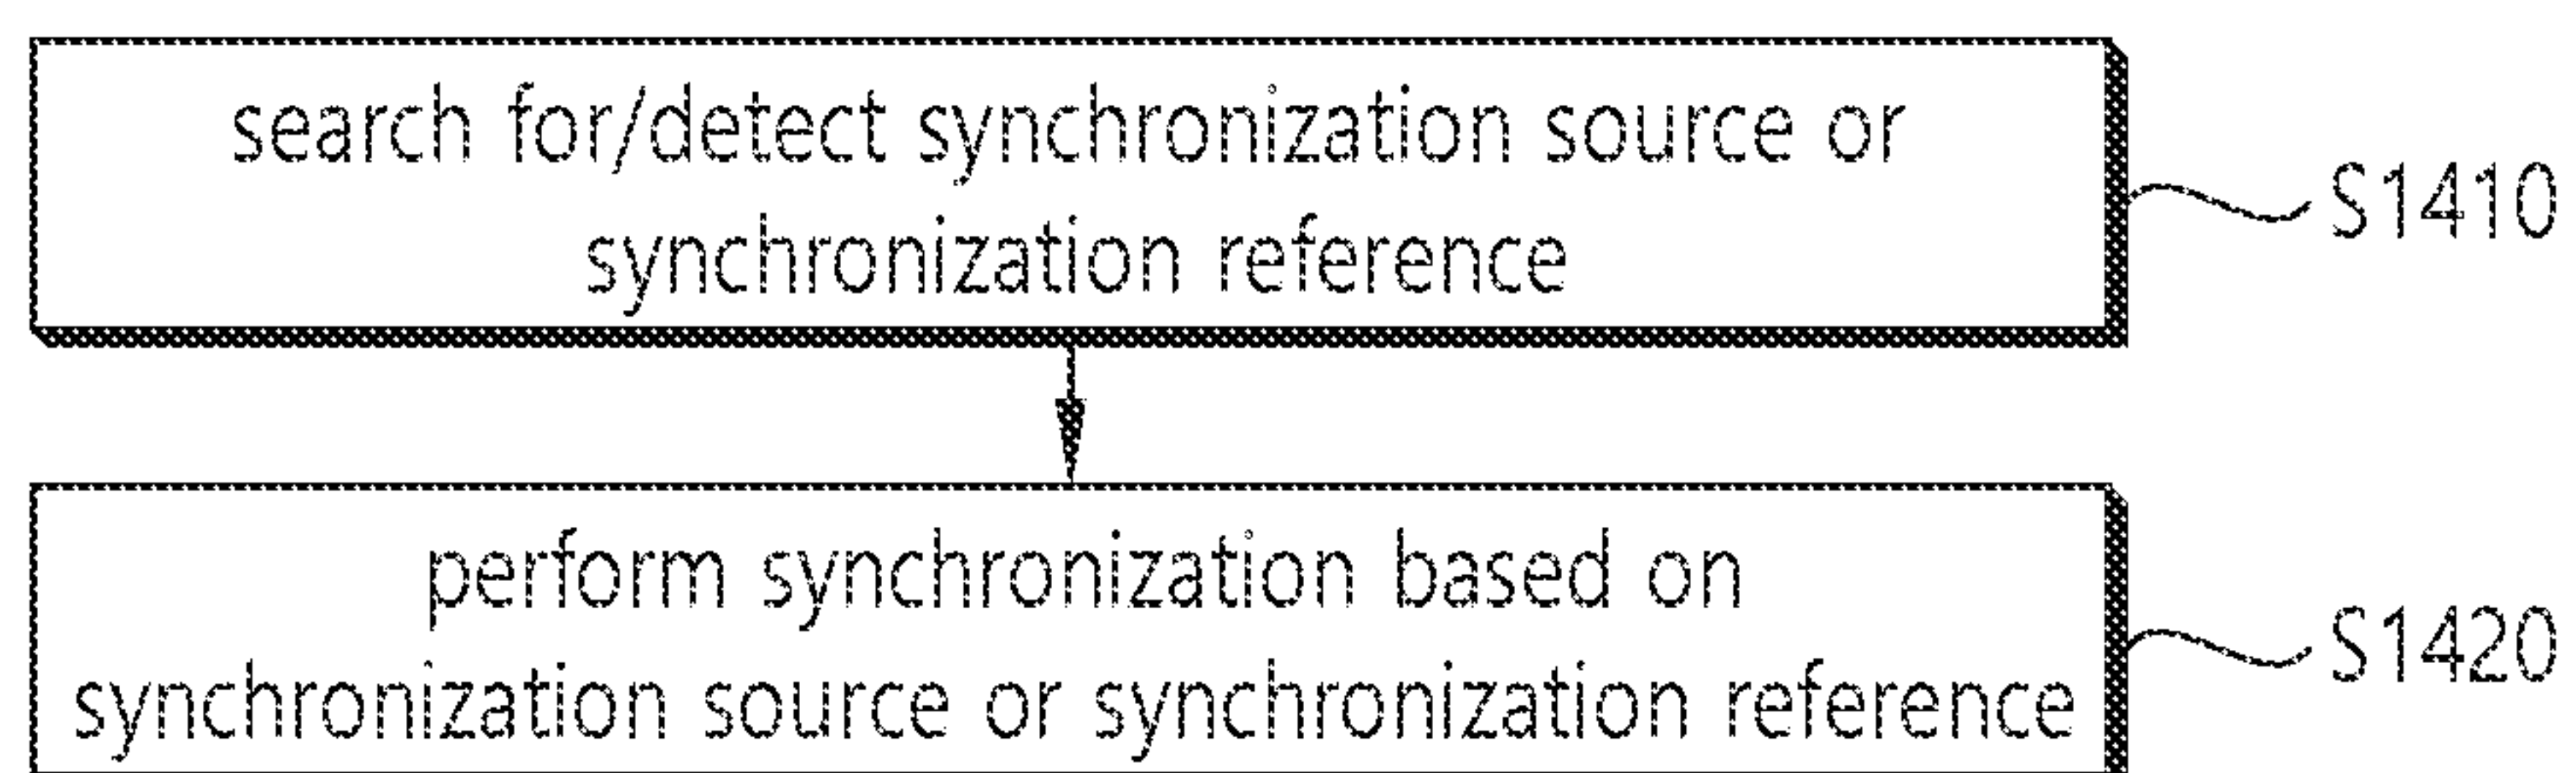 search for/detect synchronization source or
synchronization reference
S1410
perform synchronization based on
synchronization source or synchronization reference
S1420